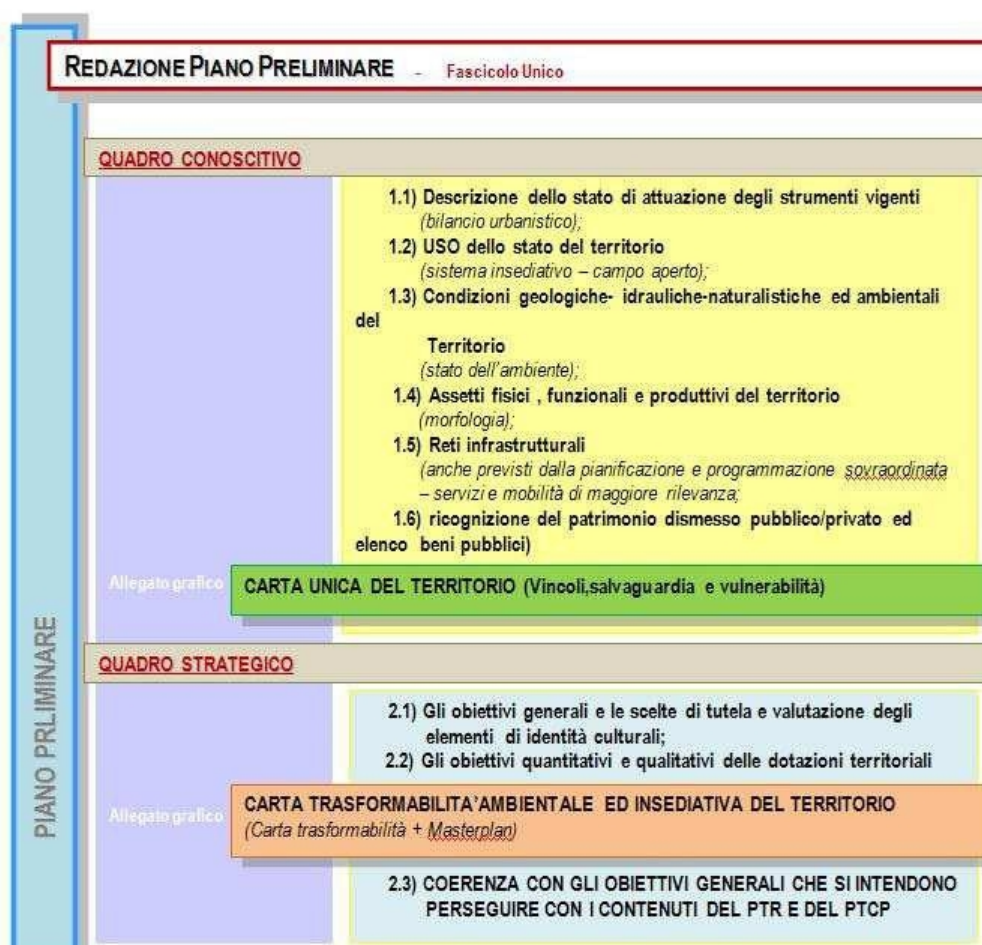 REDAZIONE PIANO PRELIMINARE - Fascicolo Unico
QUADRO CONOSCITIVO
1.1) Descrizione dello stato di attuazione degli strumenti vigenti
(bilancio urbanistico);
1.2) USO dello stato del territorio
(sistema insediativo – campo aperto);
1.3) Condizioni geologiche- idrauliche-naturalistiche ed ambientali
del
Territorio
(stato dell'ambiente);
1.4) Assetti fisici , funzionali e produttivi del territorio
(morfologia);
1.5) Reti infrastrutturali
(anche previsti dalla pianificazione e programmazione sovraordinata
– servizi e mobilità di maggiore rilevanza;
1.6) ricognizione del patrimonio dismesso pubblico/privato ed
elenco beni pubblici)
Allegato grafico
CARTA UNICA DEL TERRITORIO (Vincoli,salvaguardia e vulnerabilità)
QUADRO STRATEGICO
2.1) Gli obiettivi generali e le scelte di tutela e valutazione degli
elementi di identità culturali;
2.2) Gli obiettivi quantitativi e qualitativi delle dotazioni territoriali
Allegato grafico
CARTA TRASFORMABILITA'AMBIENTALE ED INSEDIATIVA DEL TERRITORIO
(Carta trasformabilità + Masterplan)
2.3) COERENZA CON GLI OBIETTIVI GENERALI CHE SI INTENDONO
PERSEGUIRE CON I CONTENUTI DEL PTR E DEL PTCP
PIANO PRLIMINARE